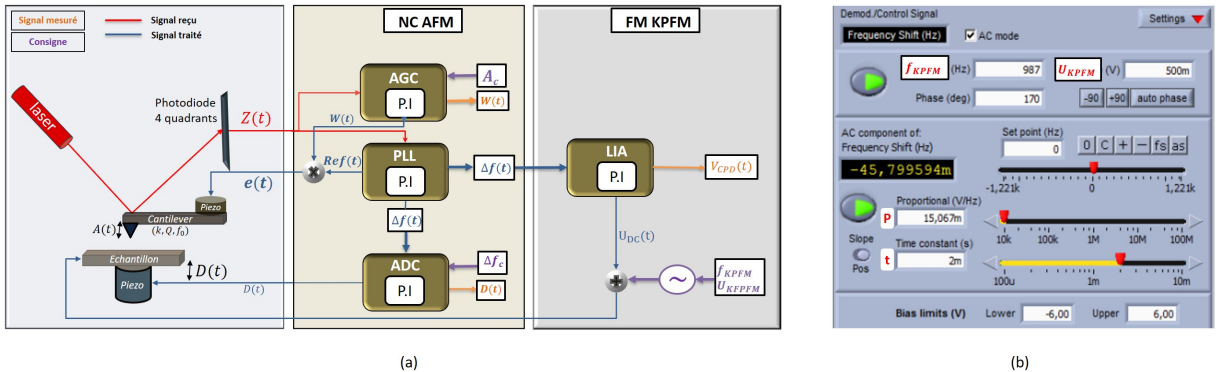 Signal mesuré
Consigne
Signal reçu
Signal traité
NC AFM
FM KPFM
laser
Photodiode
4 quadrants
Z(t)
W(t)
Ref(t)
e(t)
Piezo
Cantilever
(k, Q, f₀)
A(t)
Echantillon
D(t)
Piezo
D(t)
AGC
P.I
A_c
W(t)
PLL
P.I
Δf(t)
Δf(t)
ADC
P.I
Δf_c
D(t)
LIA
P.I
V_CPD(t)
U_DC(t)
f_KPFM
U_KFPFM
(a)
Demod./Control Signal
Settings
Frequency Shift (Hz)
AC mode
f_KPFM (Hz) 987
U_KPFM (V) 500m
Phase (deg) 170
-90 +90 auto phase
AC component of:
Frequency Shift (Hz)
-45,799594m
Set point (Hz)
0
0 C + − fs as
-1,221k 0 1,221k
Proportional (V/Hz)
P 15,067m
10k 100k 1M 10M 100M
Slope
Pos
Time constant (s)
t 2m
100u 1m 10m
Bias limits (V) Lower -6,00 Upper 6,00
(b)